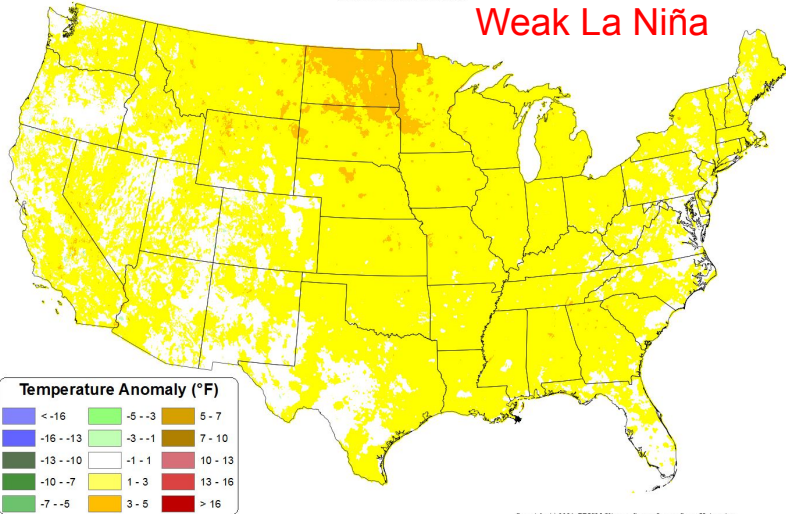 Weak La Niña
Temperature Anomaly (°F)
< -16
-5 - -3
5 - 7
-16 - -13
-3 - -1
7 - 10
-13 - -10
-1 - 1
10 - 13
-10 - -7
1 - 3
13 - 16
-7 - -5
3 - 5
> 16